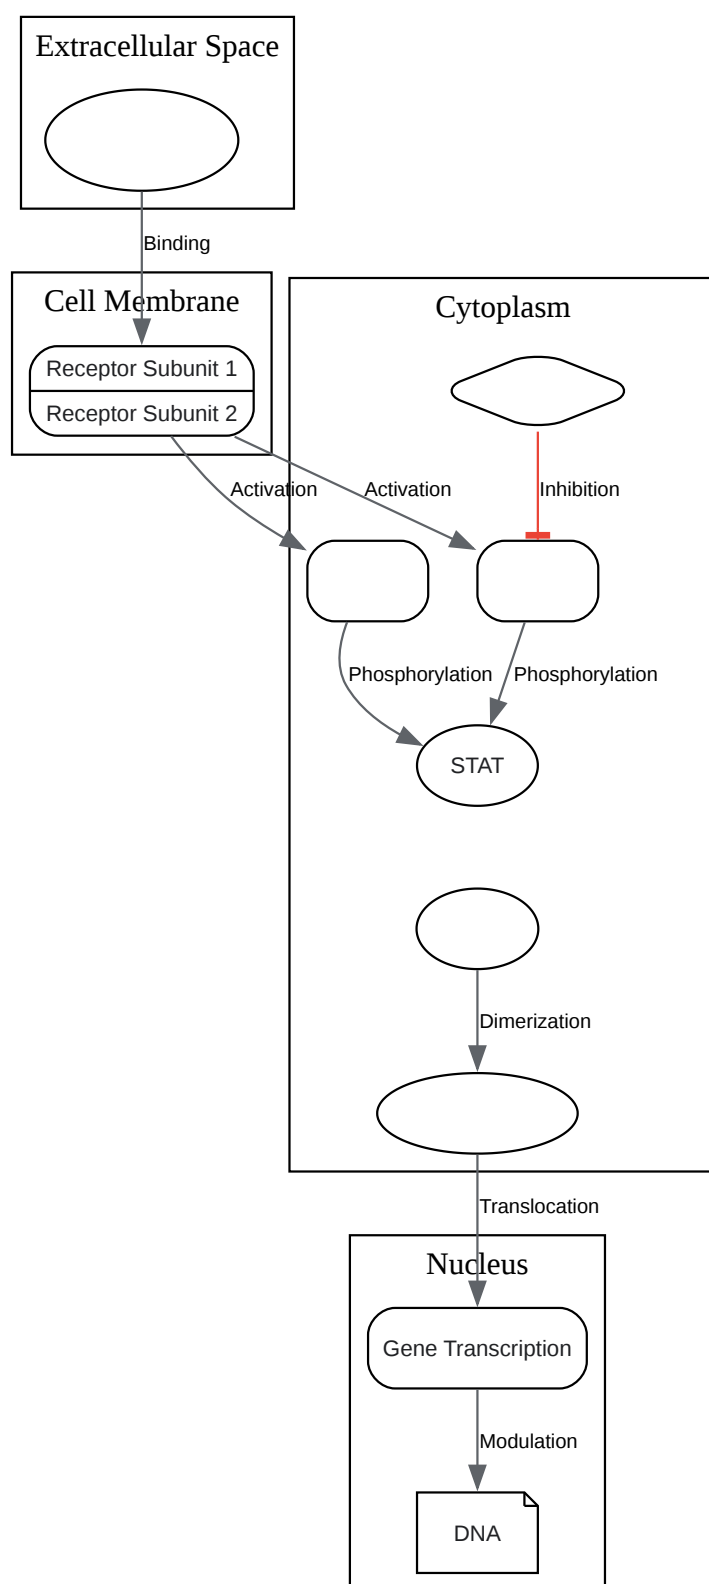 Extracellular Space
Binding
Cell Membrane
Receptor Subunit 1
Receptor Subunit 2
Cytoplasm
Activation
Activation
Inhibition
Phosphorylation
Phosphorylation
STAT
Dimerization
Translocation
Nucleus
Gene Transcription
Modulation
DNA